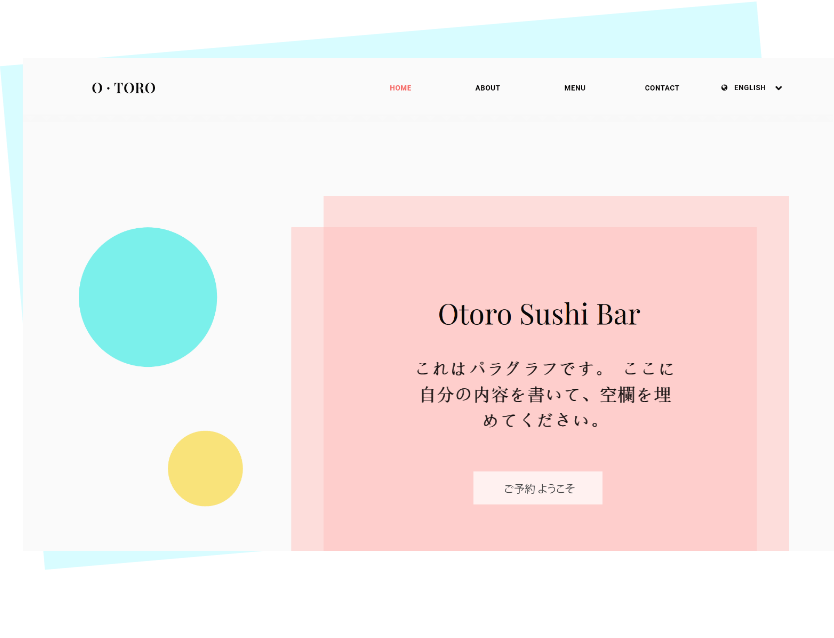 O · TORO
HOME
ABOUT
MENU
CONTACT
ENGLISH
Otoro Sushi Bar
これはパラグラフです。 ここに
自分の内容を書いて、空欄を埋
めてください。
ご予約 ようこそ